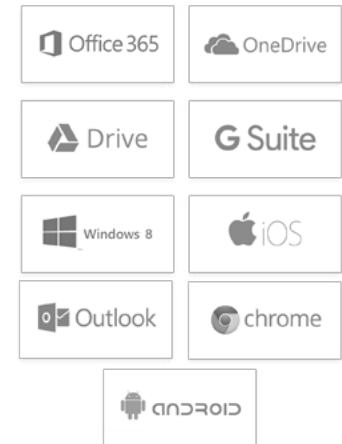 Office 365
OneDrive
Drive
G Suite
Windows 8
iOS
Outlook
chrome
android